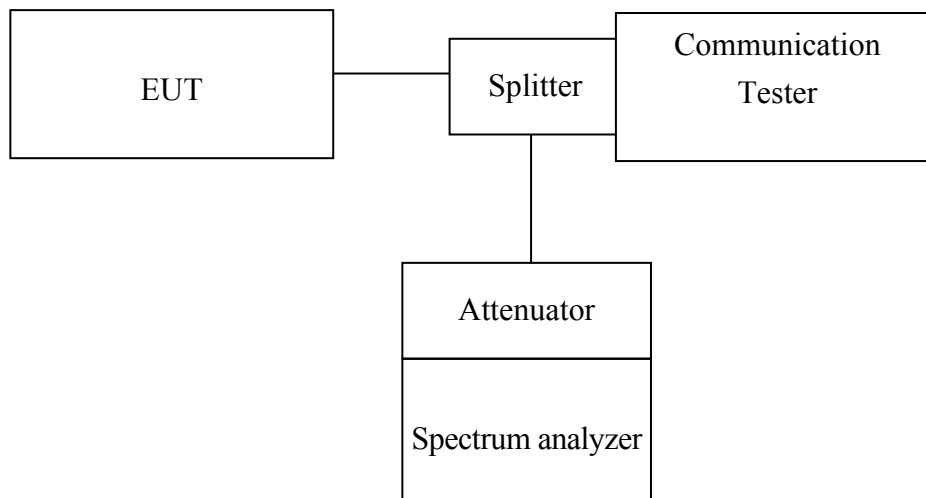 EUT
Splitter
Communication
Tester
Attenuator
Spectrum analyzer